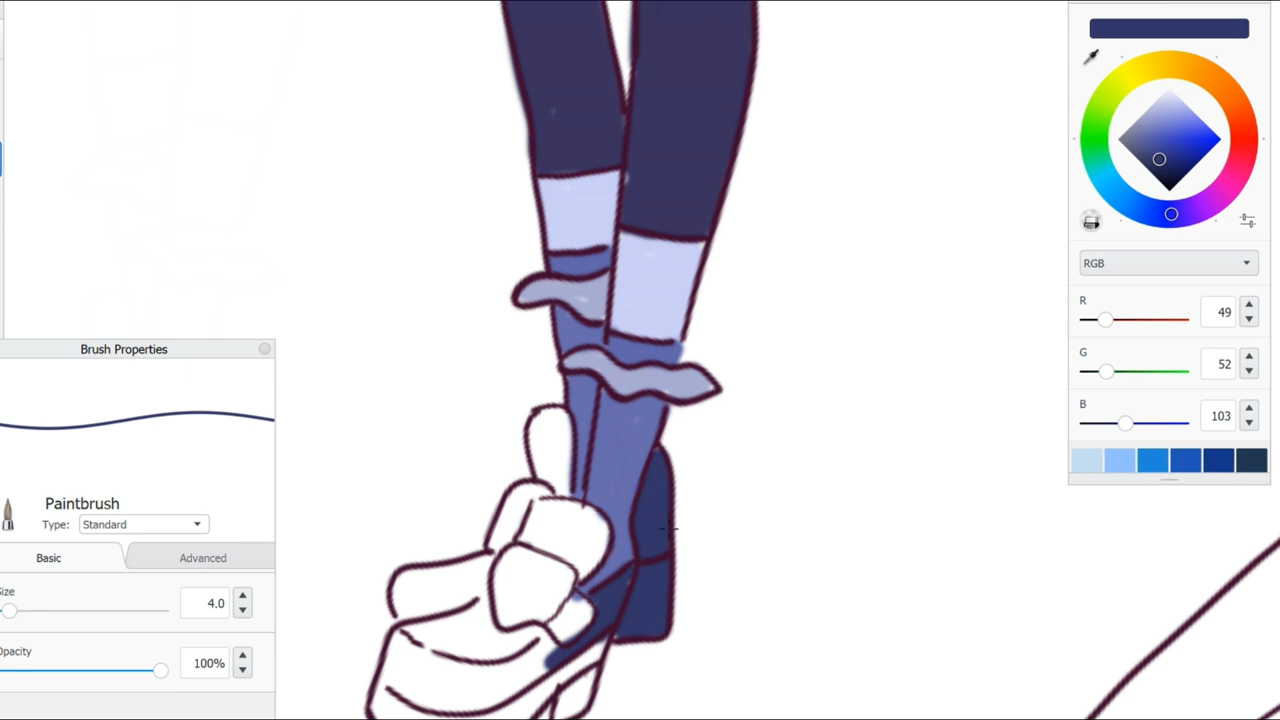 Brush Properties
Paintbrush
Type: Standard
Basic
Advanced
Size
4.0
Opacity
100%
RGB
R
49
G
52
B
103